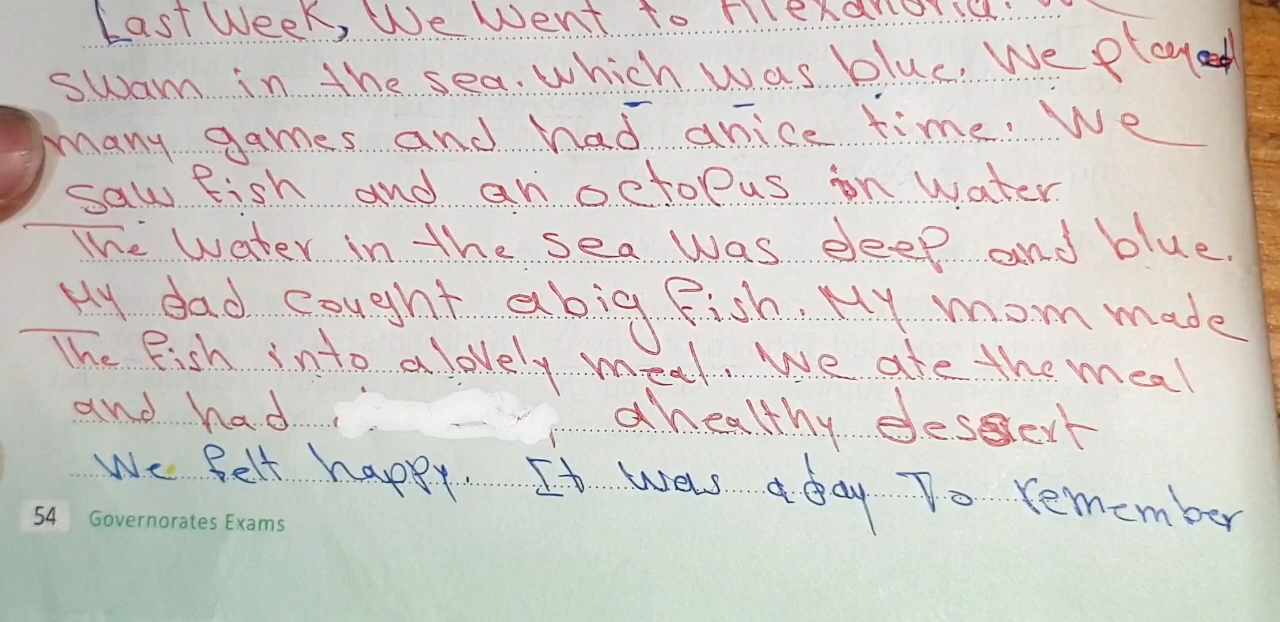 Last week, we went to Alexandria. We
swam in the sea. which was blue. We played
many games and had anice time. We
saw fish and an octopus in water.
The water in the sea was deep and blue.
My dad cought abig fish. My mom made
The fish into a lovely meal. We ate the meal
and had ahealthy dessert
We felt happy. It was a day To remember
54 Governorates Exams